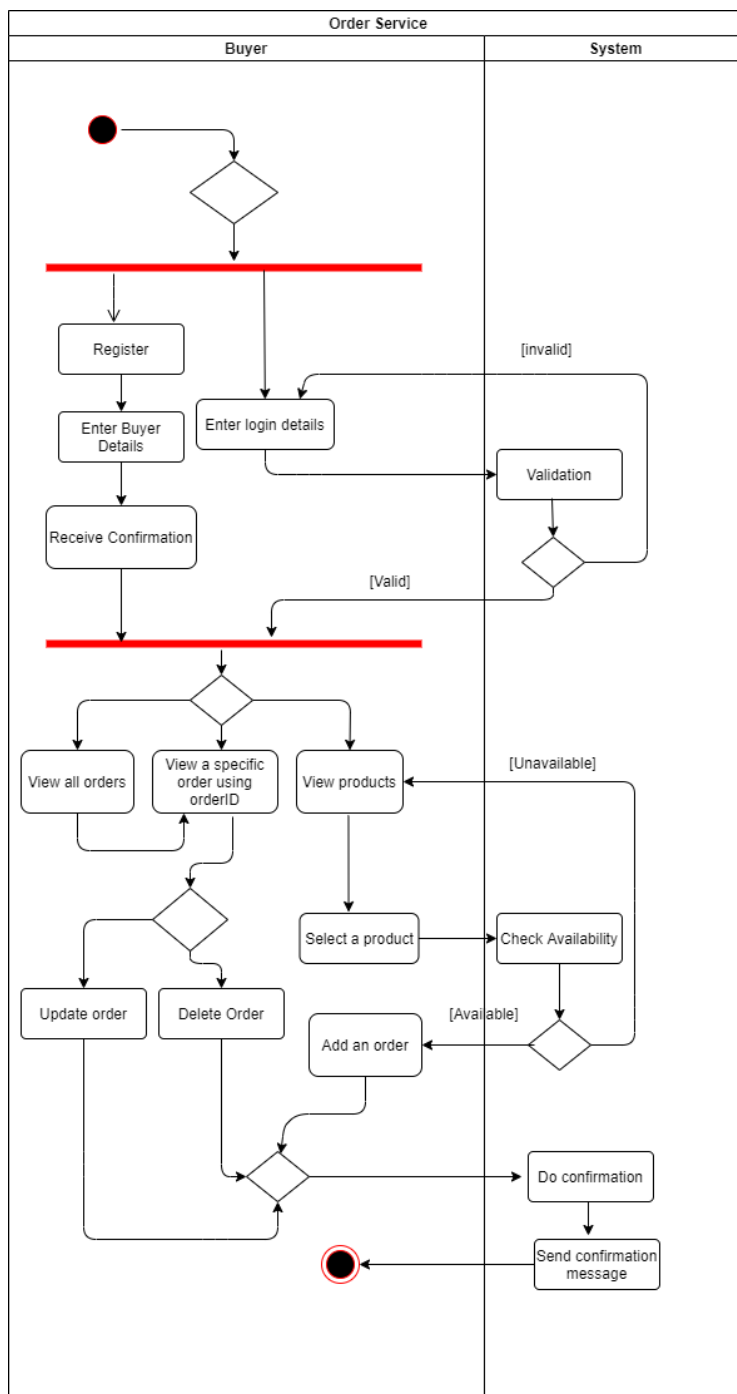 Order Service
Buyer
System
[invalid]
Register
Enter login details
Enter Buyer
Details
Validation
Receive Confirmation
[Valid]
View all orders
View a specific
order using
orderID
View products
[Unavailable]
Select a product
Check Availability
Update order
Delete Order
[Available]
Add an order
Do confirmation
Send confirmation
message